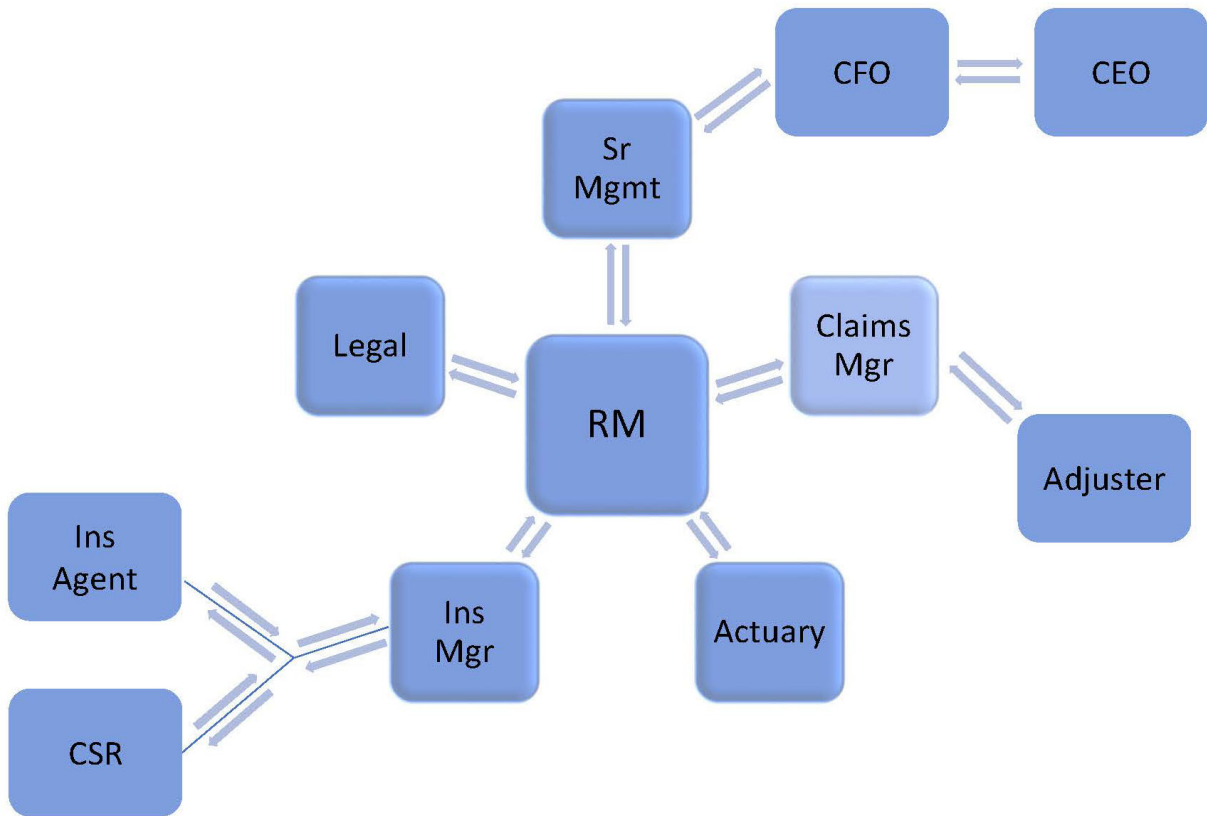 CFO
CEO
Sr
Mgmt
Legal
Claims
Mgr
RM
Adjuster
Ins
Agent
Ins
Mgr
Actuary
CSR